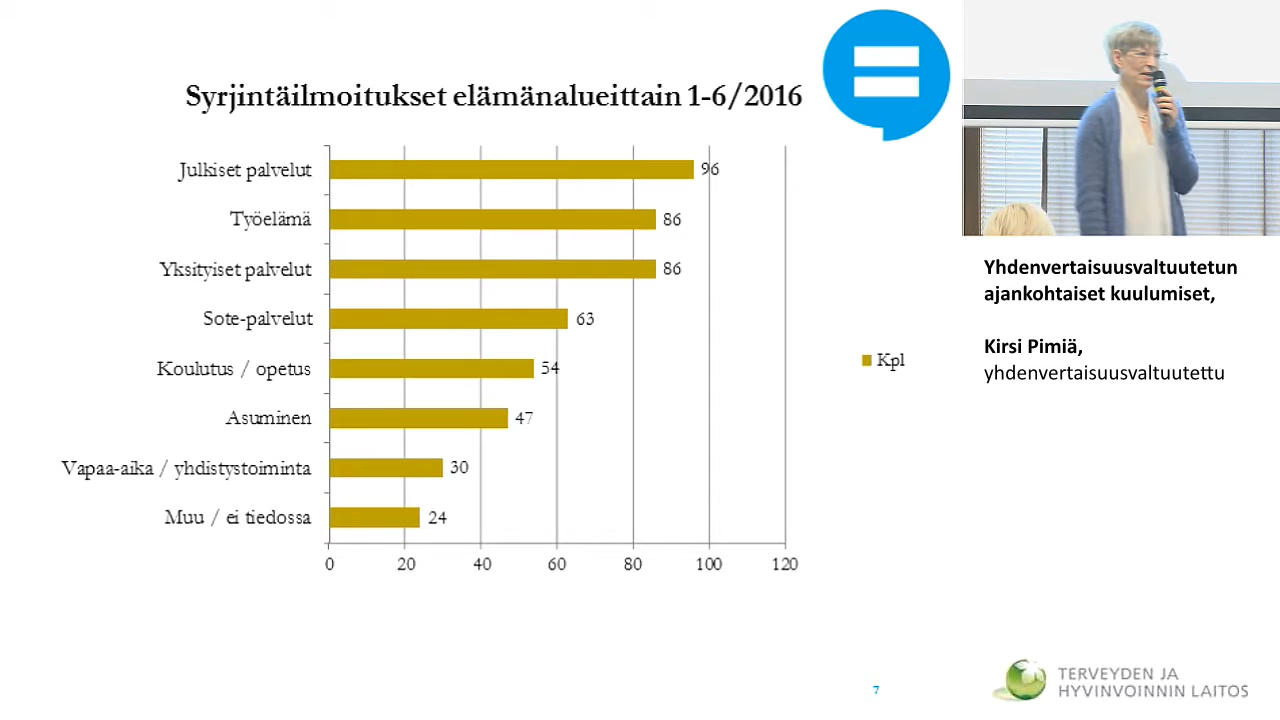 Syrjintäilmoitukset elämänalueittain 1-6/2016
Julkiset palvelut 96
Työelämä 86
Yksityiset palvelut 86
Sote-palvelut 63
Koulutus / opetus 54
Asuminen 47
Vapaa-aika / yhdistystoiminta 30
Muu / ei tiedossa 24
0 20 40 60 80 100 120
Kpl
Yhdenvertaisuusvaltuutetun
ajankohtaiset kuulumiset,
Kirsi Pimiä,
yhdenvertaisuusvaltuutettu
7
TERVEYDEN JA
HYVINVOINNIN LAITOS